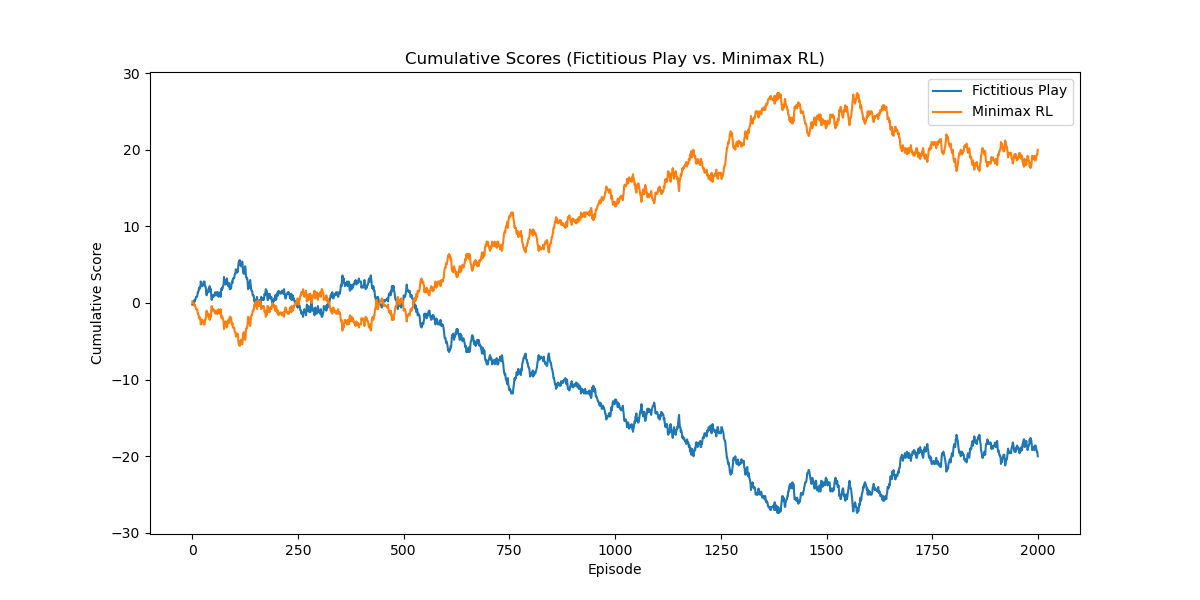 Cumulative Scores (Fictitious Play vs. Minimax RL)
Fictitious Play
Minimax RL
Cumulative Score
30
20
10
0
−10
−20
−30
0 250 500 750 1000 1250 1500 1750 2000
Episode